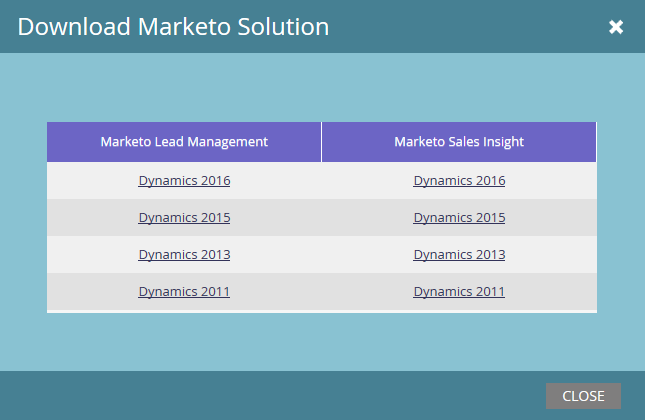 Download Marketo Solution
Marketo Lead Management Marketo Sales Insight
Dynamics 2016 Dynamics 2016
Dynamics 2015 Dynamics 2015
Dynamics 2013 Dynamics 2013
Dynamics 2011 Dynamics 2011
CLOSE